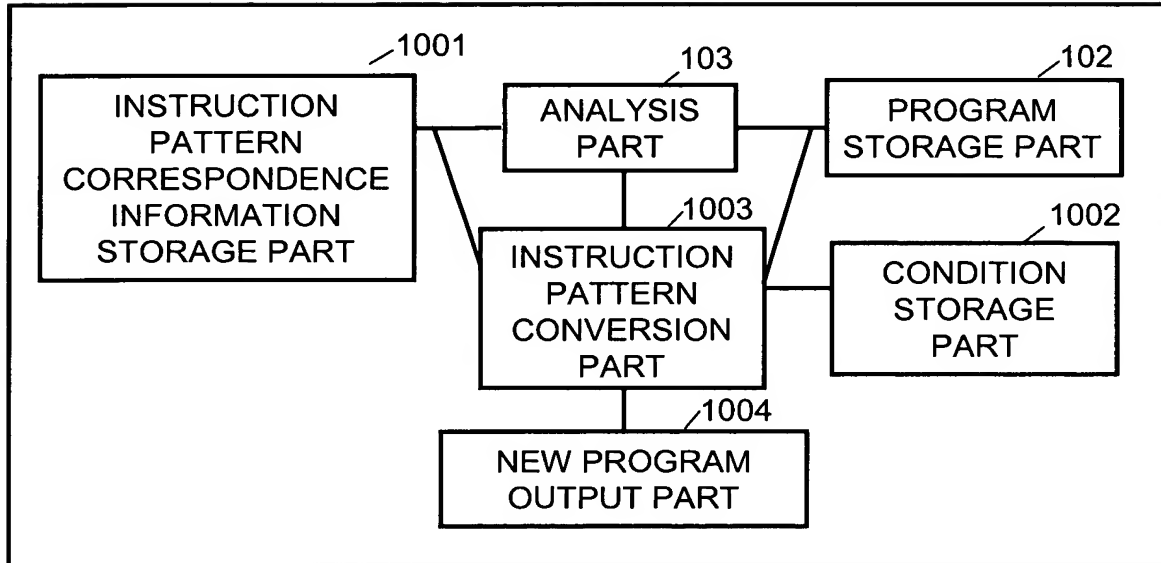 1001
INSTRUCTION
PATTERN
CORRESPONDENCE
INFORMATION
STORAGE PART
103
ANALYSIS
PART
102
PROGRAM
STORAGE PART
1003
INSTRUCTION
PATTERN
CONVERSION
PART
1002
CONDITION
STORAGE
PART
1004
NEW PROGRAM
OUTPUT PART